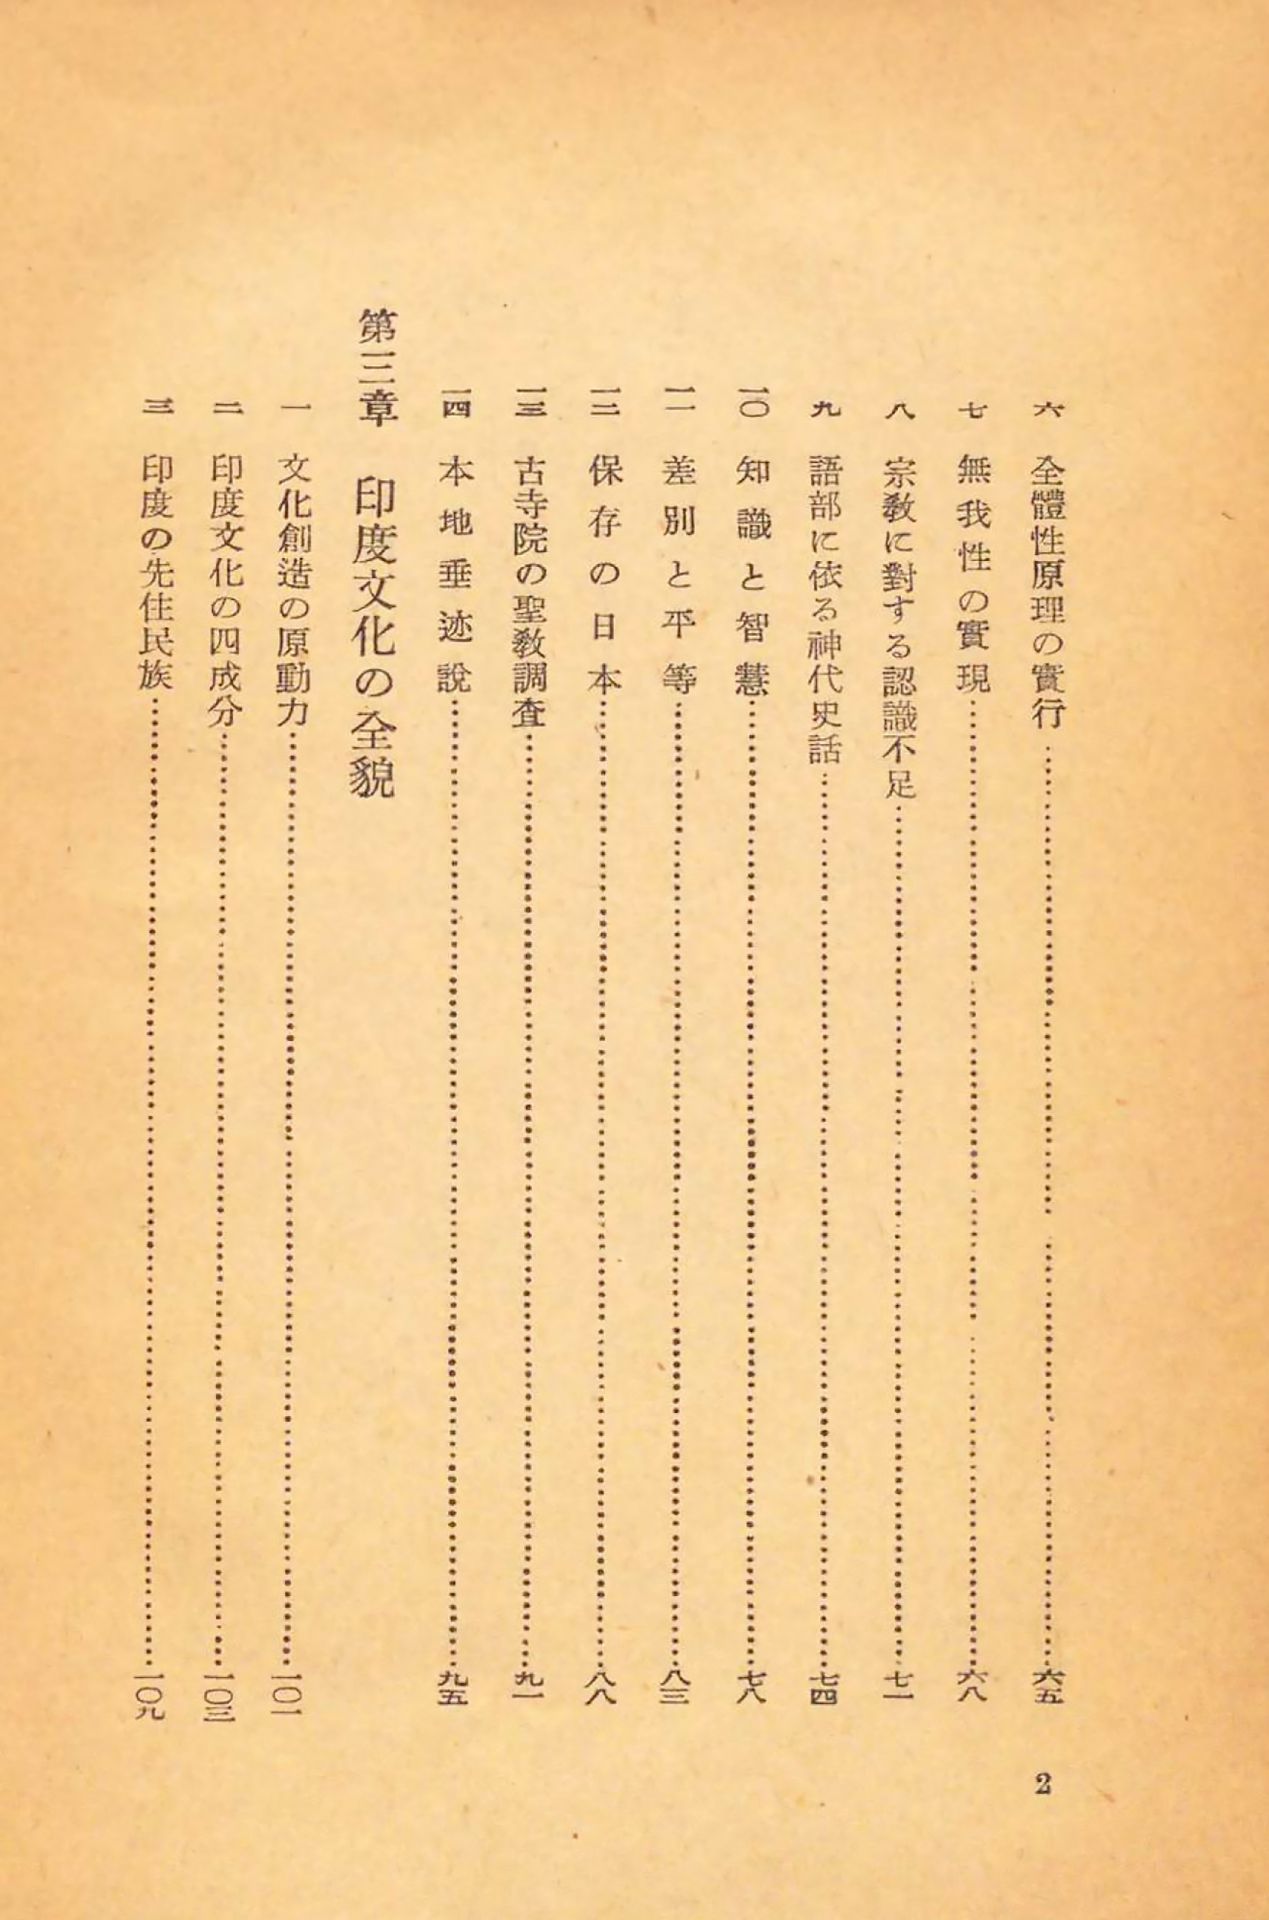 六　全體性原理の實行……六五
七　無我性の實現……六八
八　宗教に對する認識不足……七一
九　語部に依る神代史話……七四
一〇　知識と智慧……七八
一一　差別と平等……八三
一二　保存の日本……八八
一三　古寺院の聖教調査……九一
一四　本地垂迹說……九五
第三章　印度文化の全貌
一　文化創造の原動力……一〇一
二　印度文化の四成分……一〇三
三　印度の先住民族……一〇九
2